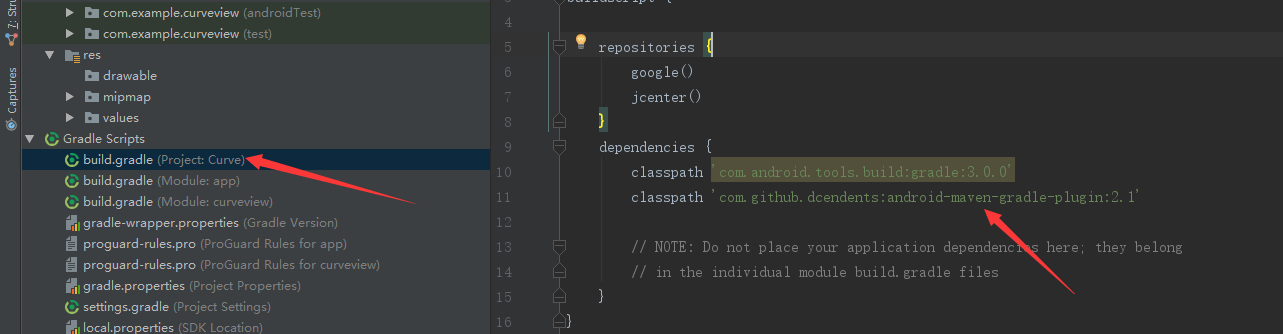 7: Stru
Captures
com.example.curveview (androidTest)
com.example.curveview (test)
res
drawable
mipmap
values
Gradle Scripts
build.gradle (Project: Curve)
build.gradle (Module: app)
build.gradle (Module: curveview)
gradle-wrapper.properties (Gradle Version)
proguard-rules.pro (ProGuard Rules for app)
proguard-rules.pro (ProGuard Rules for curveview)
gradle.properties (Project Properties)
settings.gradle (Project Settings)
local.properties (SDK Location)
buildscript {
4
5 repositories {
6 google()
7 jcenter()
8 }
9 dependencies {
10 classpath 'com.android.tools.build:gradle:3.0.0'
11 classpath 'com.github.dcendents:android-maven-gradle-plugin:2.1'
12
13 // NOTE: Do not place your application dependencies here; they belong
14 // in the individual module build.gradle files
15 }
16 }